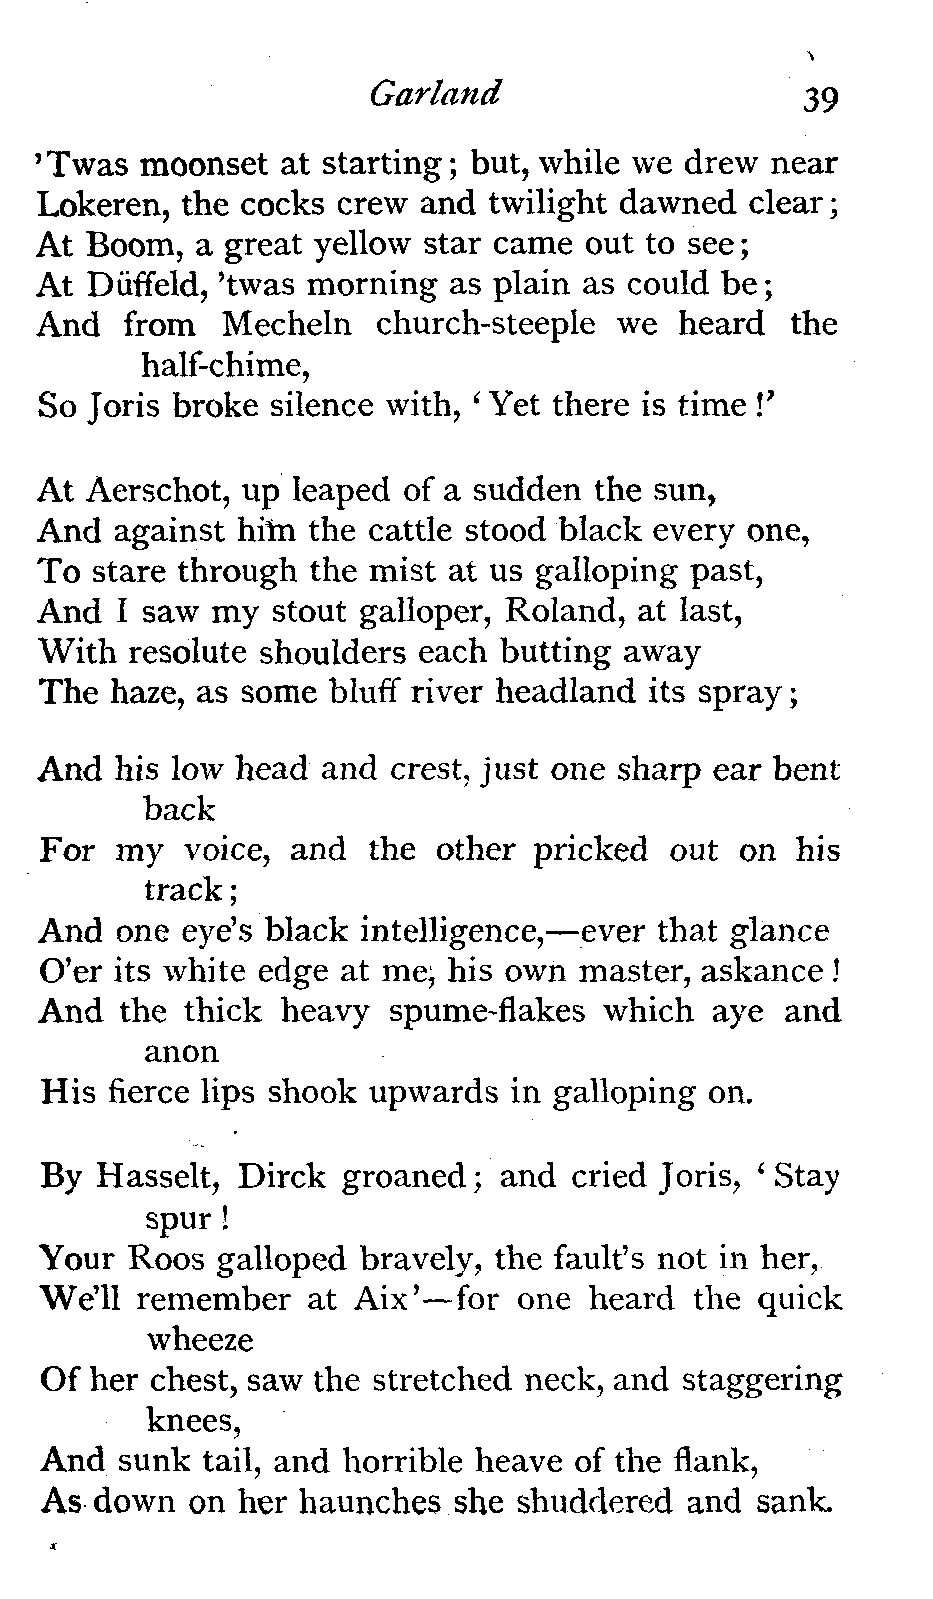 Garland 39
’Twas moonset at starting; but, while we drew near
Lokeren, the cocks crew and twilight dawned clear;
At Boom, a great yellow star came out to see;
At Düffeld, ’twas morning as plain as could be;
And from Mecheln church-steeple we heard the
half-chime,
So Joris broke silence with, ‘Yet there is time!’
At Aerschot, up leaped of a sudden the sun,
And against him the cattle stood black every one,
To stare through the mist at us galloping past,
And I saw my stout galloper, Roland, at last,
With resolute shoulders each butting away
The haze, as some bluff river headland its spray;
And his low head and crest, just one sharp ear bent
back
For my voice, and the other pricked out on his
track;
And one eye’s black intelligence,—ever that glance
O’er its white edge at me, his own master, askance!
And the thick heavy spume-flakes which aye and
anon
His fierce lips shook upwards in galloping on.
By Hasselt, Dirck groaned; and cried Joris, ‘Stay
spur!
Your Roos galloped bravely, the fault’s not in her,
We’ll remember at Aix’—for one heard the quick
wheeze
Of her chest, saw the stretched neck, and staggering
knees,
And sunk tail, and horrible heave of the flank,
As down on her haunches she shuddered and sank.